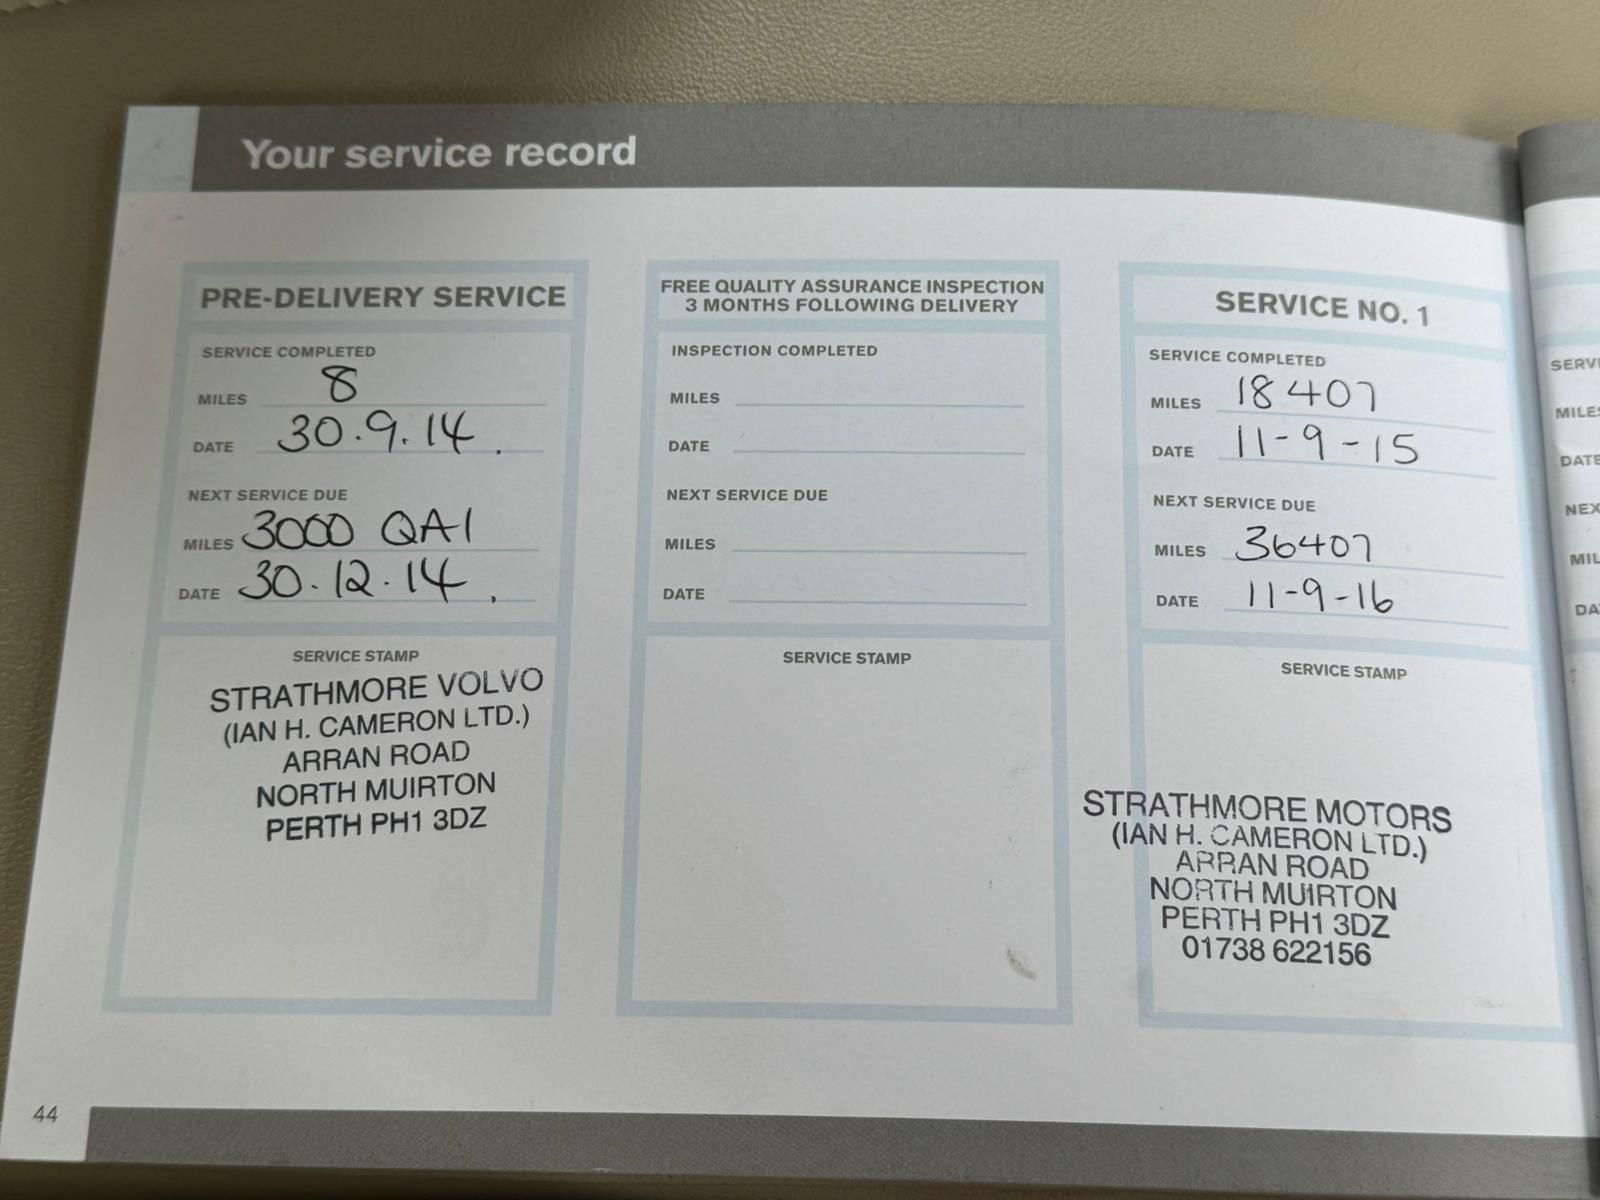 Your service record
PRE-DELIVERY SERVICE
SERVICE COMPLETED
MILES 8
DATE 30.9.14.
NEXT SERVICE DUE
MILES 3000 QAI
DATE 30.12.14.
SERVICE STAMP
STRATHMORE VOLVO
(IAN H. CAMERON LTD.)
ARRAN ROAD
NORTH MUIRTON
PERTH PH1 3DZ
FREE QUALITY ASSURANCE INSPECTION
3 MONTHS FOLLOWING DELIVERY
INSPECTION COMPLETED
MILES
DATE
NEXT SERVICE DUE
MILES
DATE
SERVICE STAMP
SERVICE NO. 1
SERVICE COMPLETED
MILES 18407
DATE 11-9-15
NEXT SERVICE DUE
MILES 36407
DATE 11-9-16
SERVICE STAMP
STRATHMORE MOTORS
(IAN H. CAMERON LTD.)
ARRAN ROAD
NORTH MUIRTON
PERTH PH1 3DZ
01738 622156
44